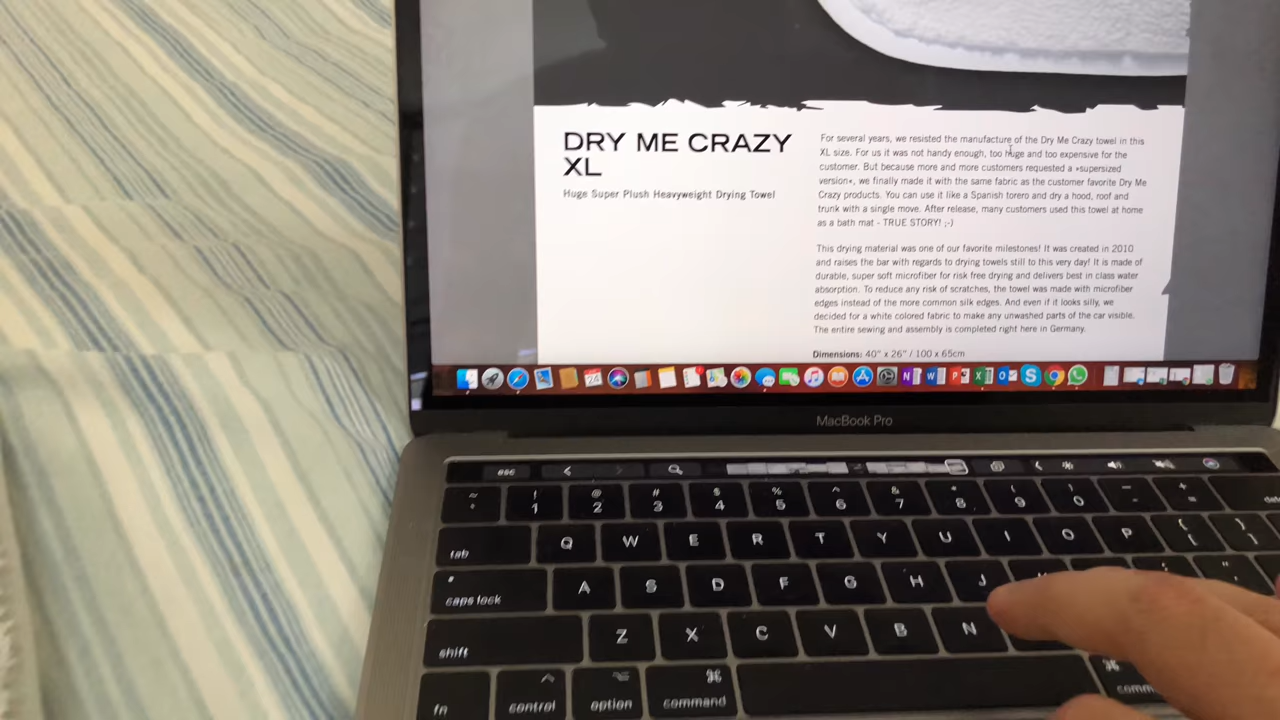 DRY ME CRAZY
XL
Huge Super Plush Heavyweight Drying Towel
For several years, we resisted the manufacture of the Dry Me Crazy towel in this
XL size. For us it was not handy enough, too huge and too expensive for the
customer. But because more and more customers requested a »supersized
version«, we finally made it with the same fabric as the customer favorite Dry Me
Crazy products. You can use it like a Spanish torero and dry a hood, roof and
trunk with a single move. After release, many customers used this towel at home
as a bath mat - TRUE STORY! ;-)
This drying material was one of our favorite milestones! It was created in 2010
and raises the bar with regards to drying towels still to this very day! It is made of
durable, super soft microfiber for risk free drying and delivers best in class water
absorption. To reduce any risk of scratches, the towel was made with microfiber
edges instead of the more common silk edges. And even if it looks silly, we
decided for a white colored fabric to make any unwashed parts of the car visible.
The entire sewing and assembly is completed right here in Germany.
Dimensions: 40" x 26" / 100 x 65cm
MacBook Pro
esc
~ ! @ # $ % ^ & * ( ) _ +
1 2 3 4 5 6 7 8 9 0 - =
tab Q W E R T Y U I O P { }
caps lock A S D F G H J
shift Z X C V B N
fn control option command